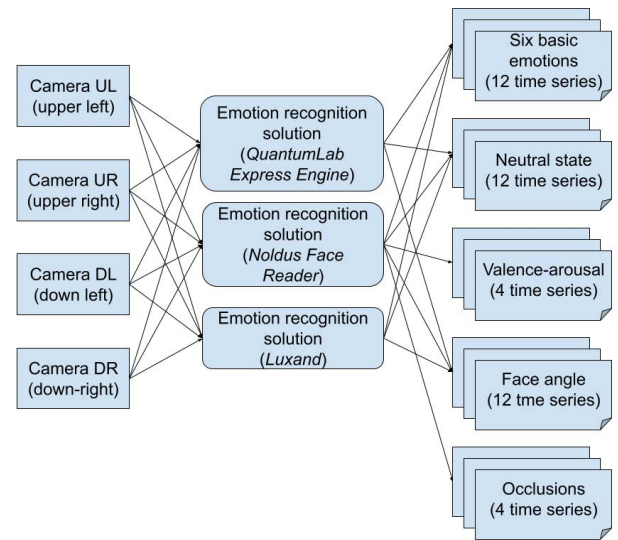 Camera UL
(upper left)
Camera UR
(upper right)
Camera DL
(down left)
Camera DR
(down-right)
Emotion recognition
solution
(QuantumLab
Express Engine)
Emotion recognition
solution
(Noldus Face
Reader)
Emotion recognition
solution
(Luxand)
Six basic
emotions
(12 time series)
Neutral state
(12 time series)
Valence-arousal
(4 time series)
Face angle
(12 tme series)
Occlusions
(4 time series)